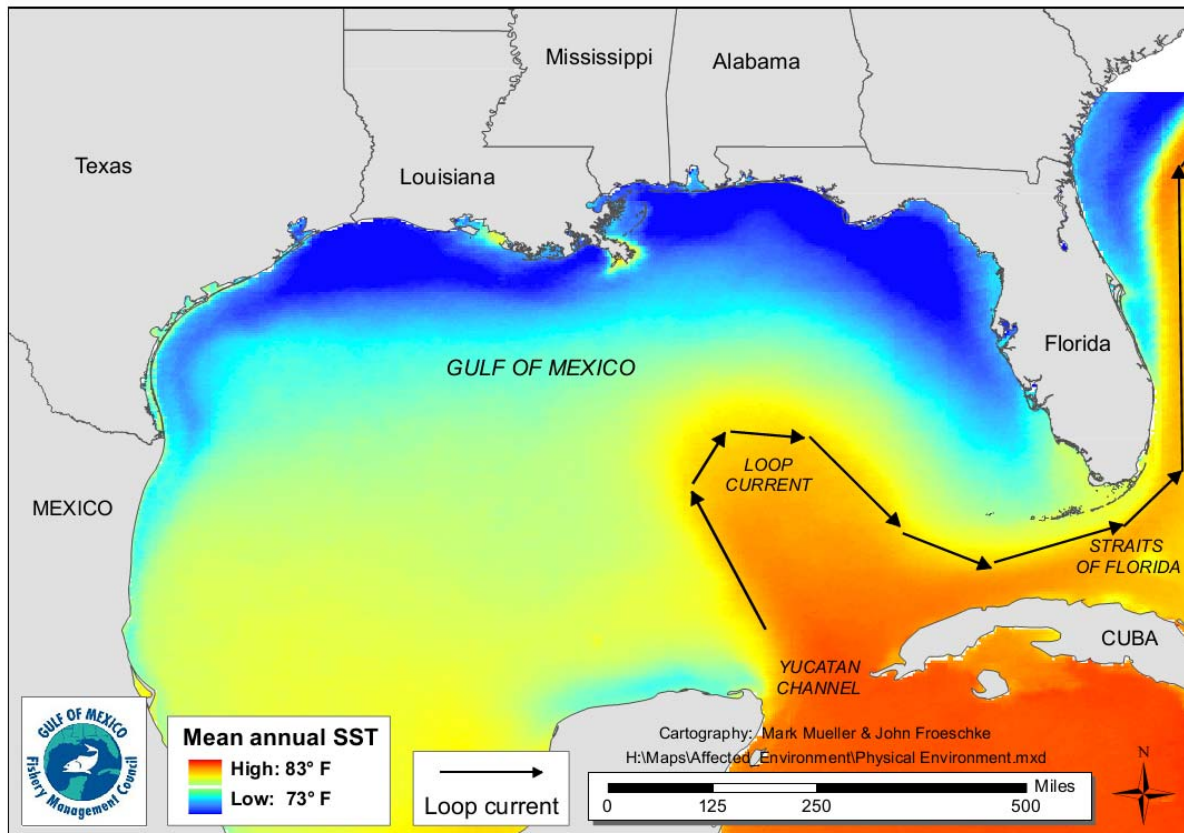 Mississippi
Alabama
Texas
Louisiana
GULF OF MEXICO
Florida
LOOP
CURRENT
MEXICO
STRAITS
OF FLORIDA
CUBA
YUCATAN
CHANNEL
GULF OF MEXICO
Fishery Management Council
Mean annual SST
High: 83° F
Low: 73° F
Loop current
Cartography: Mark Mueller & John Froeschke
H:\Maps\Affected_Environment\Physical Environment.mxd
Miles
0 125 250 500
N